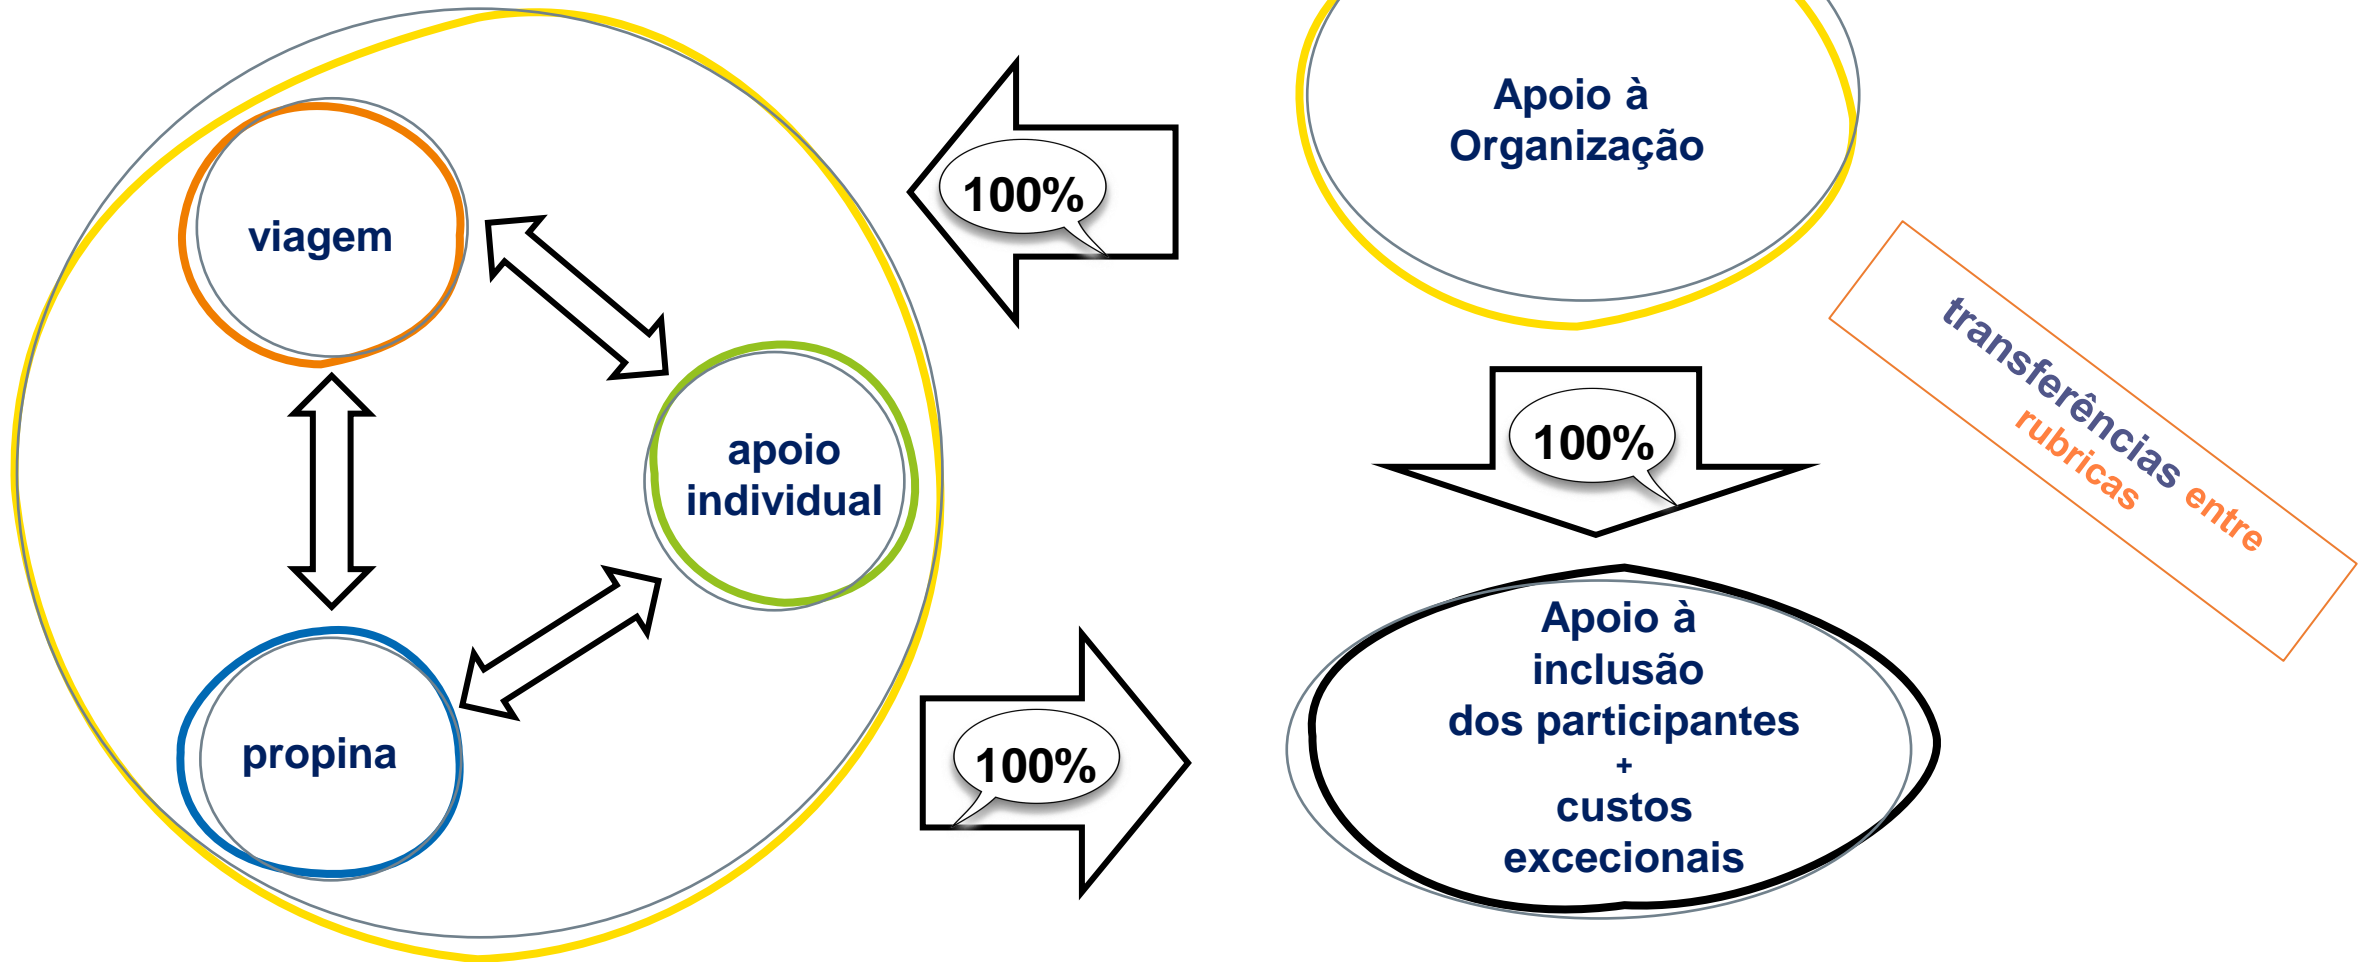 Apoio à
Organização
100%
viagem
transferências entre
rubricas
100%
apoio
individual
Apoio à
inclusão
dos participantes
+
custos
excecionais
100%
propina